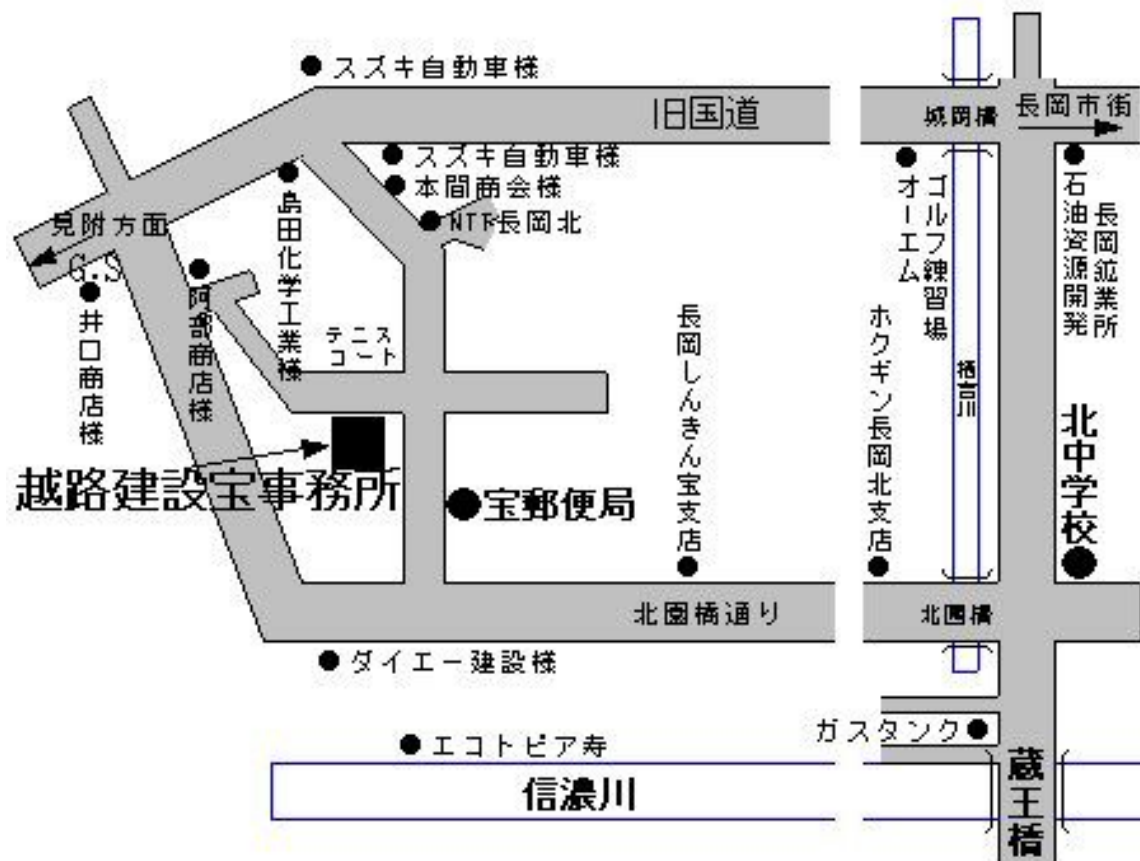 スズキ自動車様
旧国道
城岡橋
長岡市街
スズキ自動車様
本間商会様
NTT長岡北
島田化学工業様
見附方面
G.S
井口商店様
阿部商店様
テニス
コート
ゴルフ練習場
オーエム
長岡鉱業所
石油資源開発
長岡しんきん宝支店
ホクギン長岡北支店
栖吉川
北中学校
越路建設宝事務所
宝郵便局
北園橋通り
北園橋
ダイエー建設様
ガスタンク
エコトピア寿
信濃川
蔵王橋